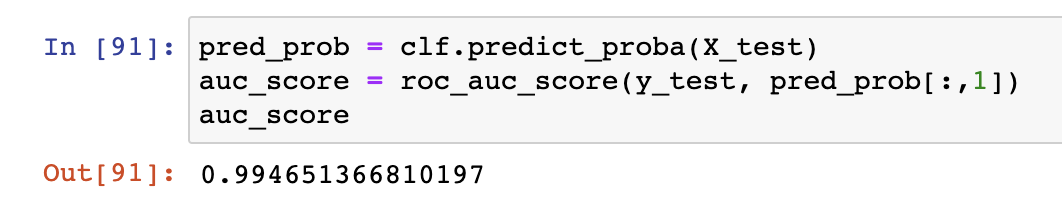 In [91]: pred_prob = clf.predict_proba(X_test)
auc_score = roc_auc_score(y_test, pred_prob[:,1])
auc_score
Out[91]: 0.994651366810197